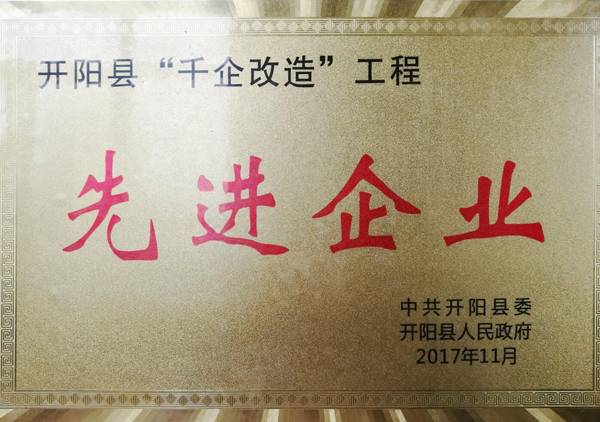 开阳县“千企改造”工程
先进企业
中共开阳县委
开阳县人民政府
2017年11月